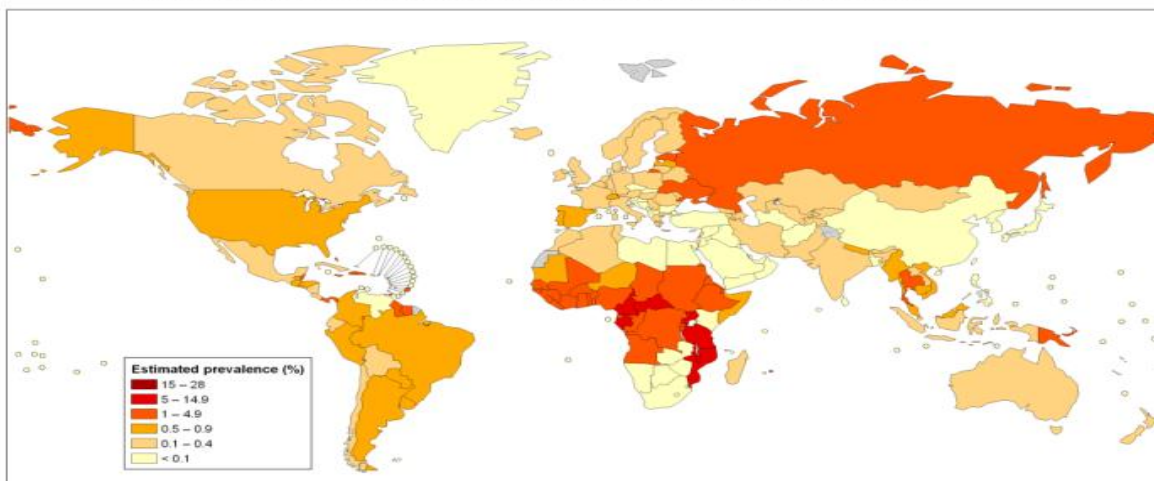 Estimated prevalence (%)
15 – 28
5 – 14.9
1 – 4.9
0.5 – 0.9
0.1 – 0.4
< 0.1